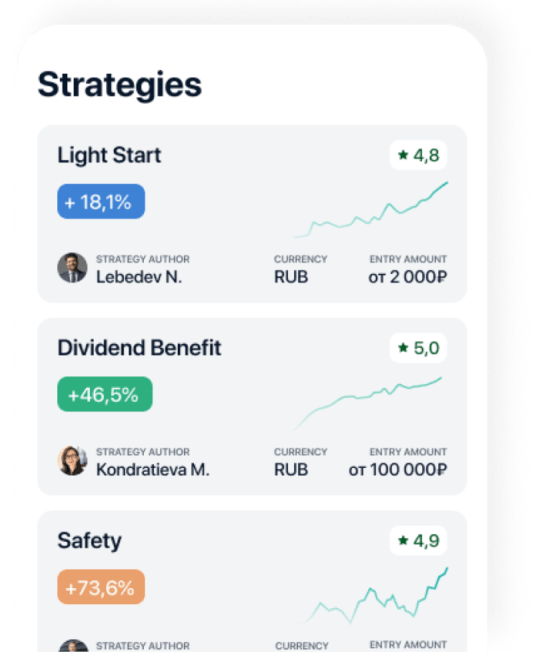 Strategies
Light Start
★ 4,8
+ 18,1%
STRATEGY AUTHOR
Lebedev N.
CURRENCY
RUB
ENTRY AMOUNT
от 2 000₽
Dividend Benefit
★ 5,0
+46,5%
STRATEGY AUTHOR
Kondratieva M.
CURRENCY
RUB
ENTRY AMOUNT
от 100 000₽
Safety
★ 4,9
+73,6%
STRATEGY AUTHOR
CURRENCY
ENTRY AMOUNT